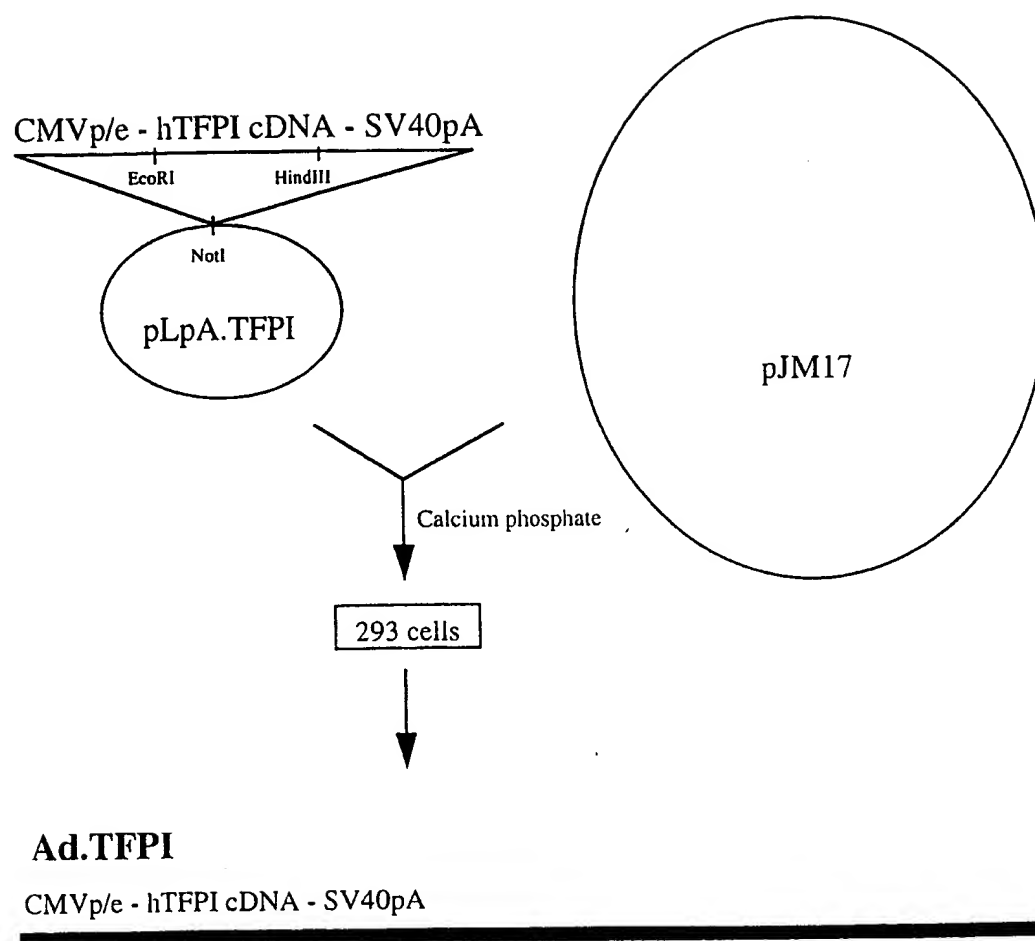 CMVp/e - hTFPI cDNA - SV40pA
EcoRI
HindIII
NotI
pLpA.TFPI
pJM17
Calcium phosphate
293 cells
Ad.TFPI
CMVp/e - hTFPI cDNA - SV40pA